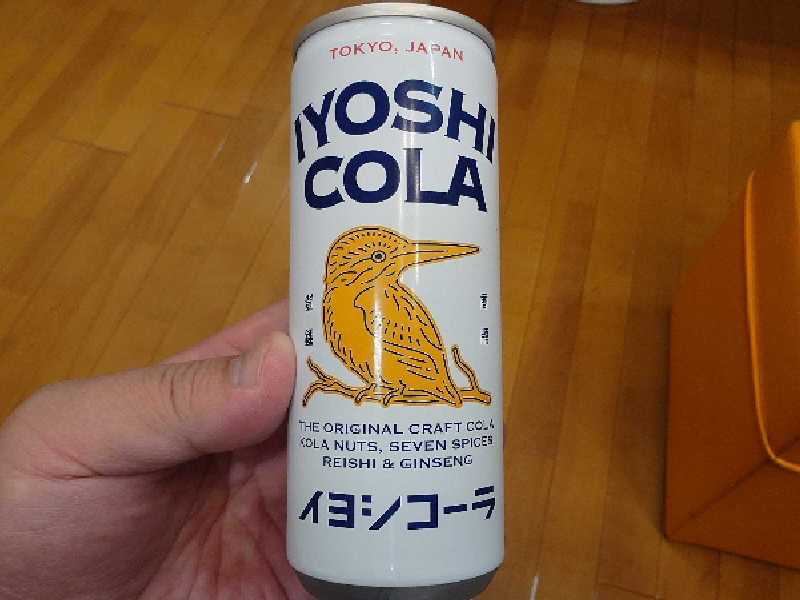 TOKYO, JAPAN
IYOSHI
COLA
THE ORIGINAL CRAFT COLA
KOLA NUTS, SEVEN SPICES
REISHI & GINSENG
イヨシコーラ